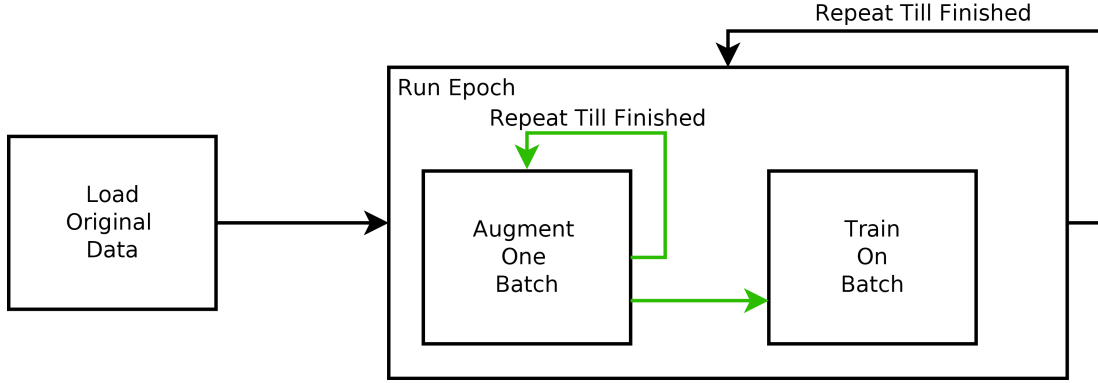 Repeat Till Finished
Run Epoch
Repeat Till Finished
Load
Original
Data
Augment
One
Batch
Train
On
Batch